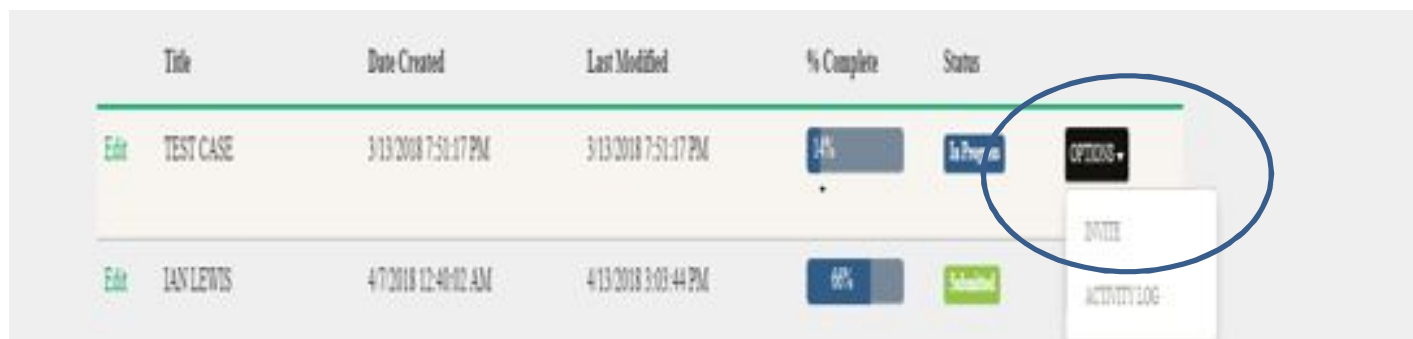 Title Date Created Last Modified % Complete Status
Edit TEST CASE 3/13/2018 7:51:17 PM 3/13/2018 7:51:17 PM 14% In Progress OPTIONS
INVITE
Edit IAN LEWIS 4/7/2018 12:40:02 AM 4/13/2018 3:03:44 PM 66% Submitted
ACTIVITY LOG